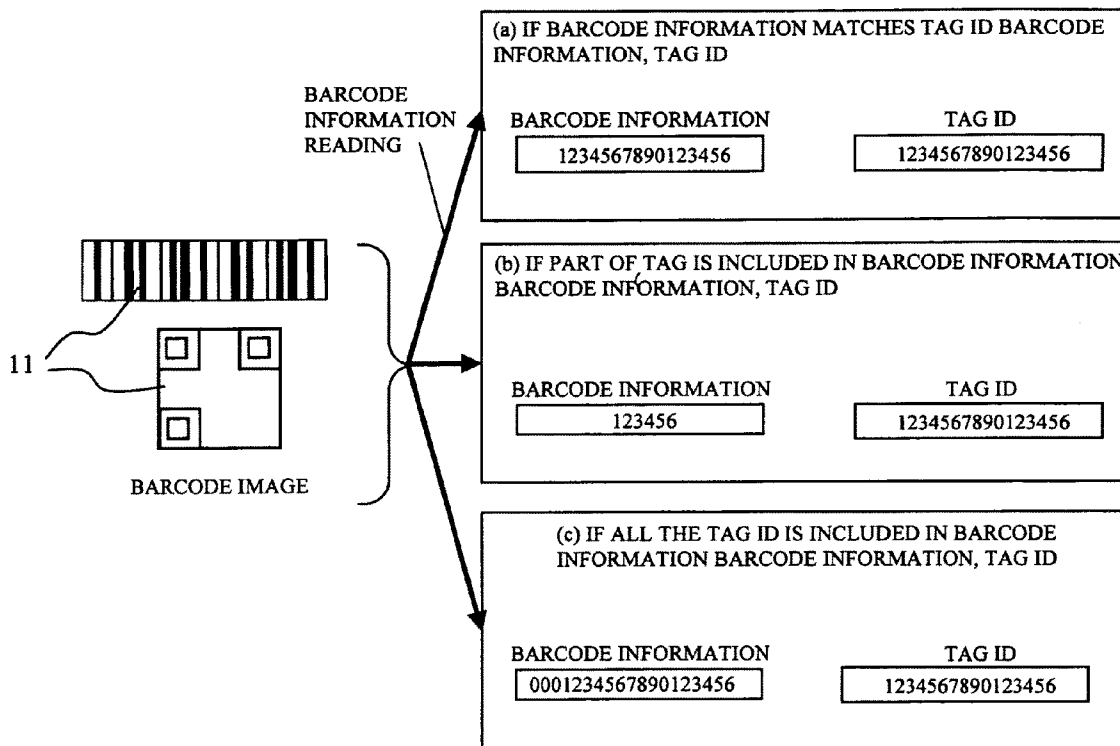 (a) IF BARCODE INFORMATION MATCHES TAG ID BARCODE
INFORMATION, TAG ID
BARCODE
INFORMATION
READING
BARCODE INFORMATION
TAG ID
1234567890123456
1234567890123456
(b) IF PART OF TAG IS INCLUDED IN BARCODE INFORMATION
BARCODE INFORMATION, TAG ID
11
BARCODE INFORMATION
TAG ID
123456
1234567890123456
BARCODE IMAGE
(c) IF ALL THE TAG ID IS INCLUDED IN BARCODE
INFORMATION BARCODE INFORMATION, TAG ID
BARCODE INFORMATION
TAG ID
0001234567890123456
1234567890123456